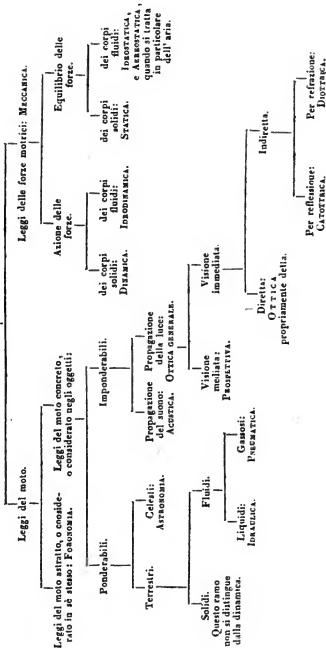 Leggi del moto.
Leggi delle forze motrici: MECCANICA.
Leggi del moto astratto, o conside-
rato in sè stesso: FORONOMIA.
Leggi del moto concreto,
o considerato negli oggetti:
Azione delle
forze.
Equilibrio delle
forze.
dei corpi
solidi:
DINAMICA.
dei corpi
fluidi:
IDRODINAMICA.
dei corpi
solidi:
STATICA.
dei corpi
fluidi:
IDROSTATICA,
e AEROSTATICA,
quando si tratta
in particolare
dell' aria.
Ponderabili.
Imponderabili.
Terrestri.
Celesti:
ASTRONOMIA.
Propagazione
del suono:
ACUSTICA.
Propagazione
della luce:
OTTICA GENERALE.
Solidi.
Questo ramo
non si distingue
dalla dinamica.
Fluidi.
Visione
mediata:
PROSPETTIVA.
Visione
immediata.
Liquidi:
IDRAULICA.
Gassosi:
PNEUMATICA.
Diretta:
OTTICA
propriamente detta.
Indiretta.
Per reflessione:
CATOTTRICA.
Per refrazione:
DIOTTRICA.